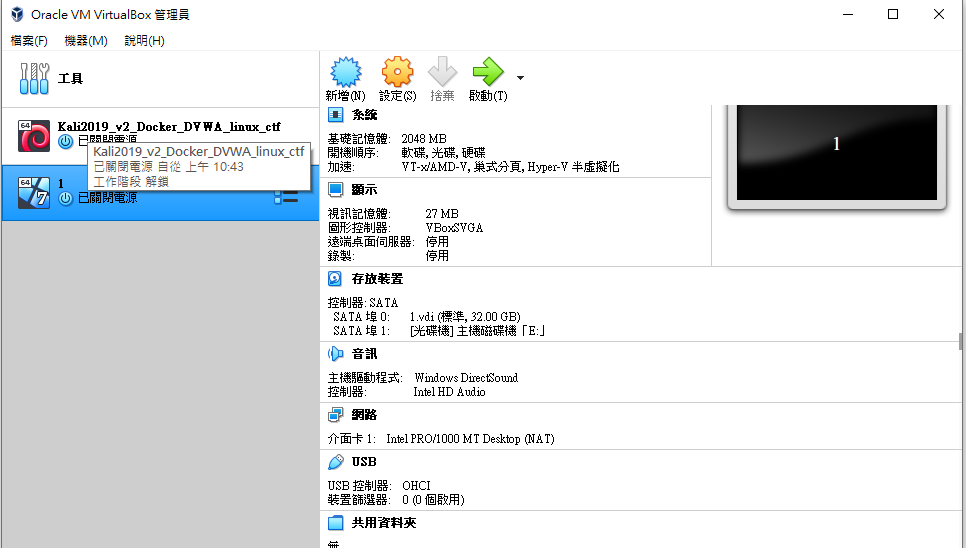 Oracle VM VirtualBox 管理員
檔案(F) 機器(M) 說明(H)
工具
新增(N) 設定(S) 捨棄 啟動(T)
64
Kali2019_v2_Docker_DVWA_linux_ctf
已關閉電源
Kali2019_v2_Docker_DVWA_linux_ctf
已關閉電源 自從 上午 10:43
工作階段 解鎖
64
7
1
已關閉電源
系統
基礎記憶體: 2048 MB
開機順序: 軟碟, 光碟, 硬碟
加速: VT-x/AMD-V, 巢式分頁, Hyper-V 半虛擬化
1
顯示
視訊記憶體: 27 MB
圖形控制器: VBoxSVGA
遠端桌面伺服器: 停用
錄製: 停用
存放裝置
控制器: SATA
SATA 埠 0: 1.vdi (標準, 32.00 GB)
SATA 埠 1: [光碟機] 主機磁碟機「E:」
音訊
主機驅動程式: Windows DirectSound
控制器: Intel HD Audio
網路
介面卡 1: Intel PRO/1000 MT Desktop (NAT)
USB
USB 控制器: OHCI
裝置篩選器: 0 (0 個啟用)
共用資料夾
無